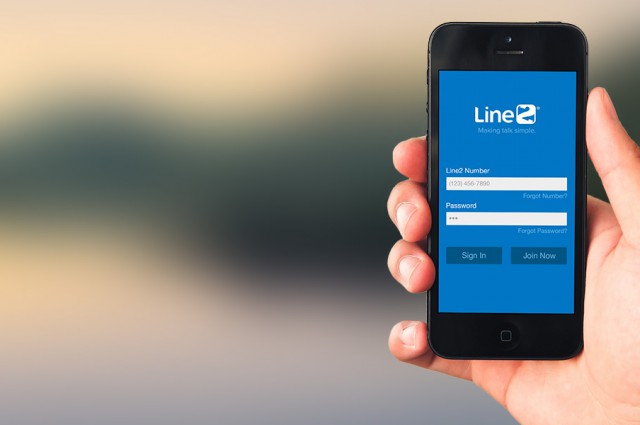 Line2®
Making talk simple.
Line2 Number
(123) 456-7890
Forgot Number?
Password
•••
Forgot Password?
Sign In Join Now